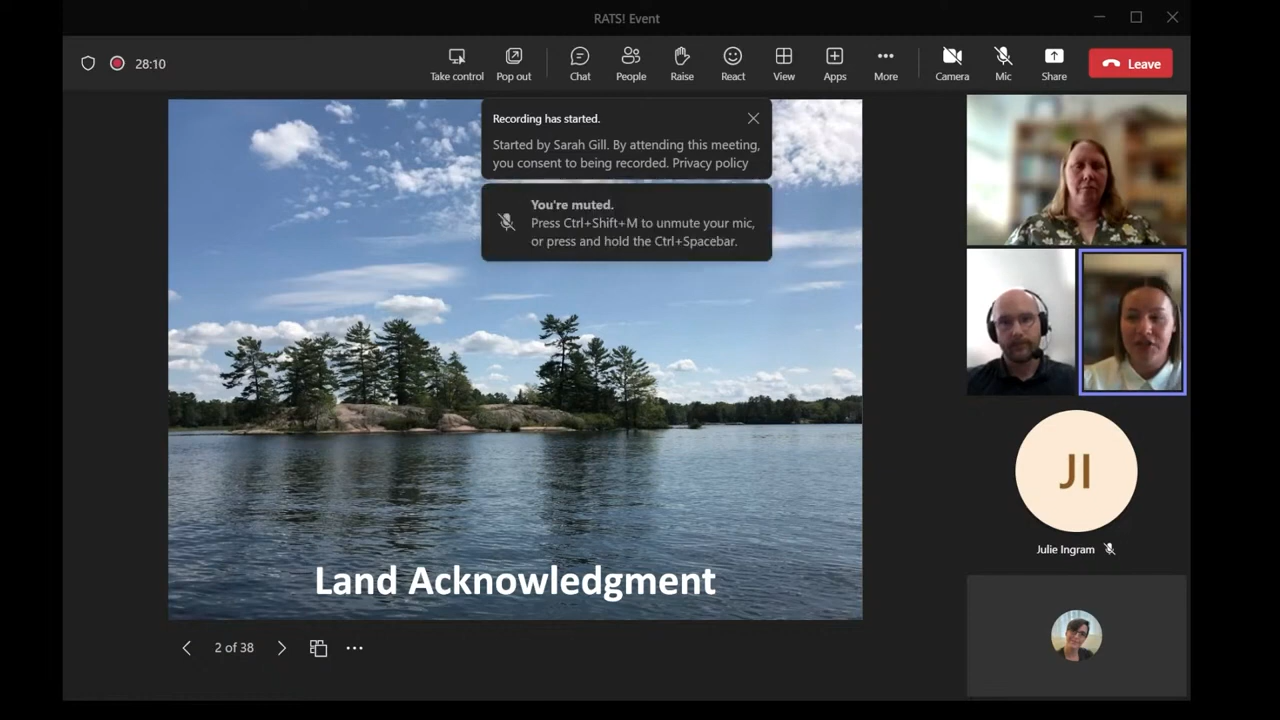 RATS! Event
28:10
Take control
Pop out
Chat
People
Raise
React
View
Apps
More
Camera
Mic
Share
Leave
Recording has started.
Started by Sarah Gill. By attending this meeting,
you consent to being recorded. Privacy policy
You're muted.
Press Ctrl+Shift+M to unmute your mic,
or press and hold the Ctrl+Spacebar.
Land Acknowledgment
2 of 38
JI
Julie Ingram